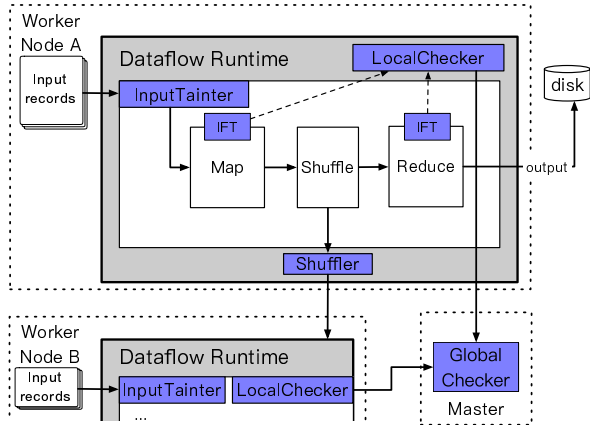 Worker
Node A
Input
records
Dataflow Runtime
LocalChecker
disk
InputTainter
IFT
IFT
Map
Shuffle
Reduce
output
Shuffler
Worker
Node B
Input
records
Dataflow Runtime
InputTainter
LocalChecker
...
Global
Checker
Master